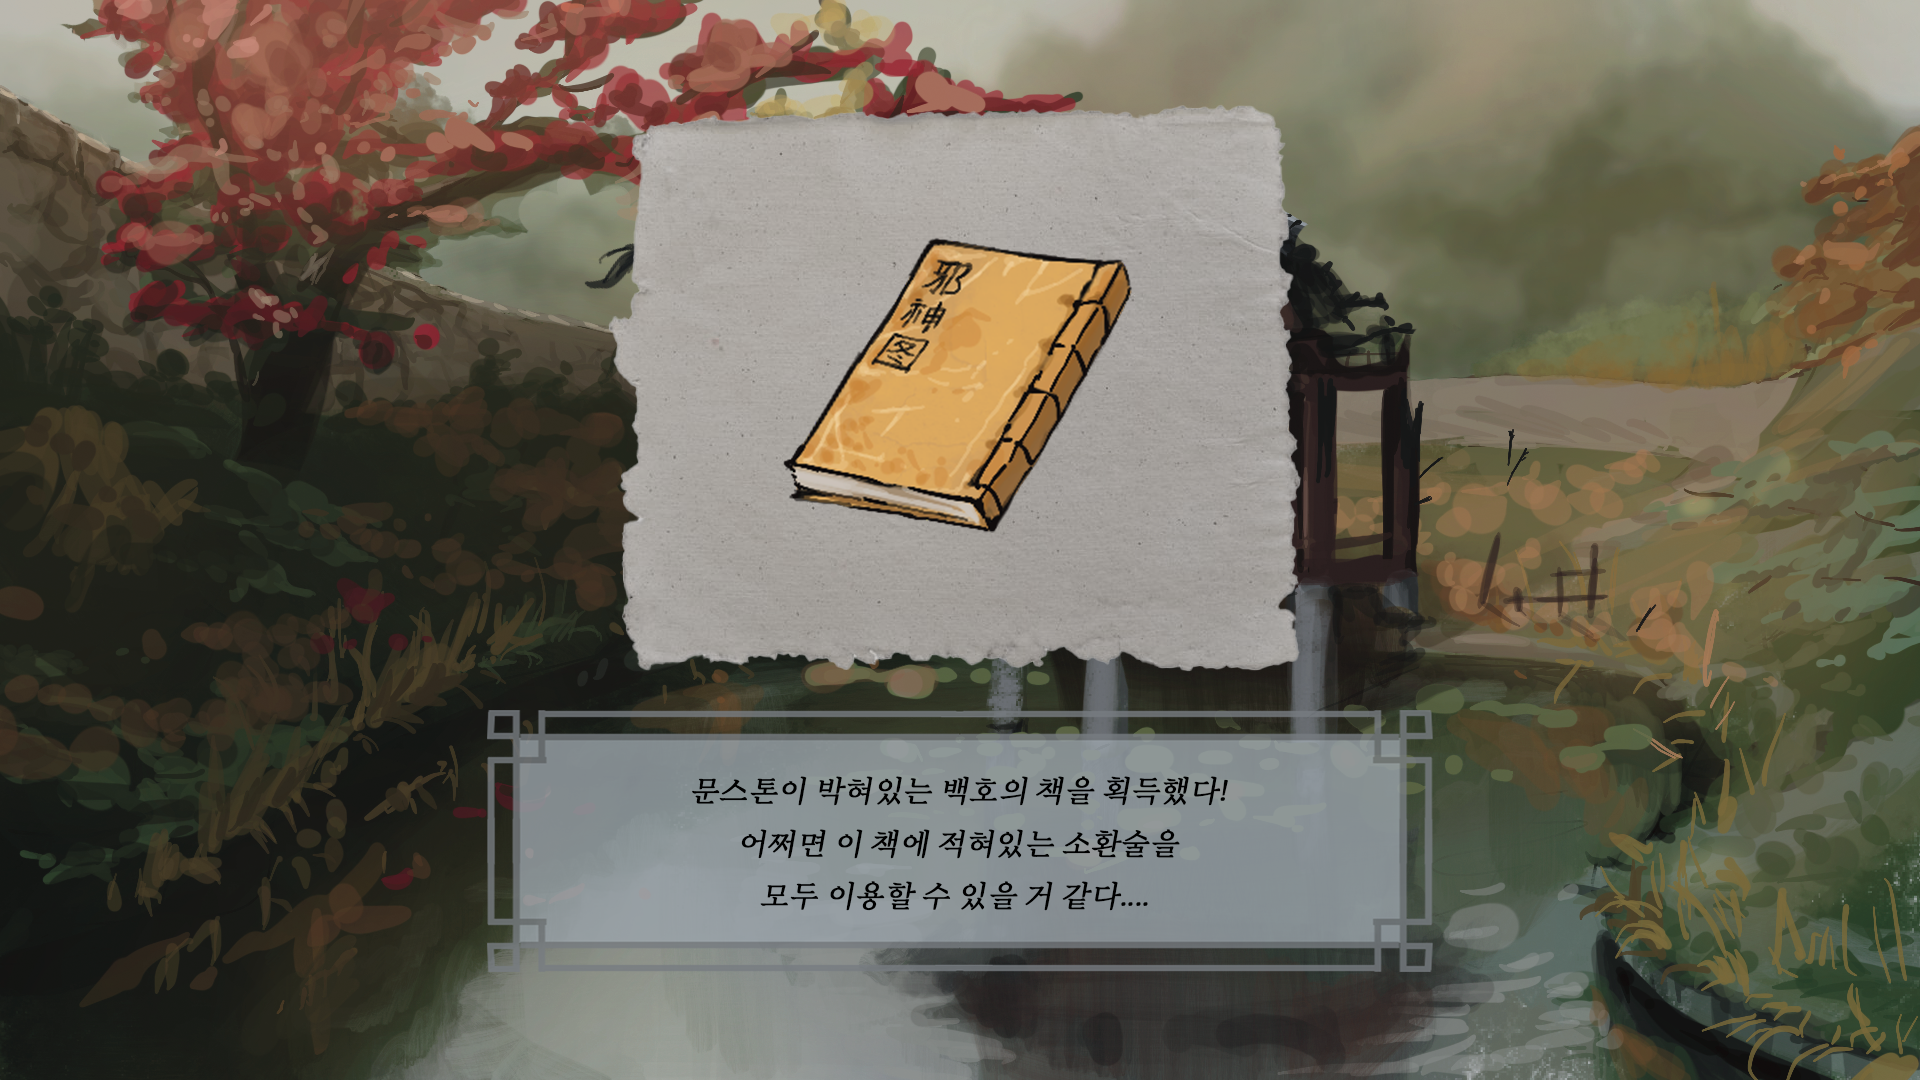 邪
神
图
문스톤이 박혀있는 백호의 책을 획득했다!
어쩌면 이 책에 적혀있는 소환술을
모두 이용할 수 있을 거 같다....